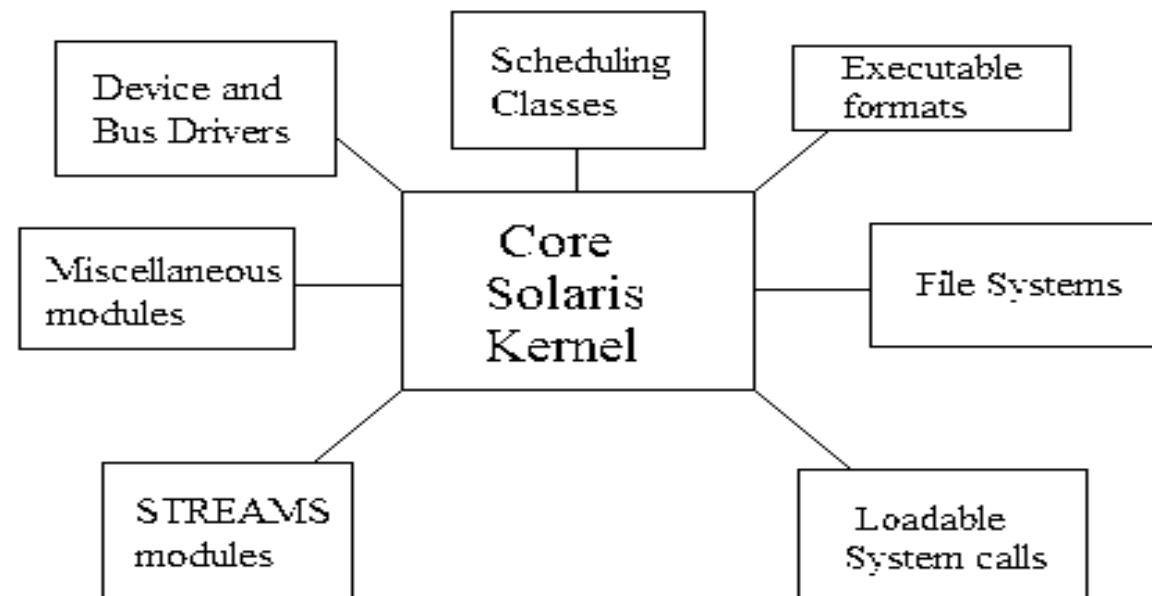 Scheduling
Classes
Device and
Bus Drivers
Executable
formats
Core
Solaris
Kernel
Miscellaneous
modules
File Systems
STREAMS
modules
Loadable
System calls